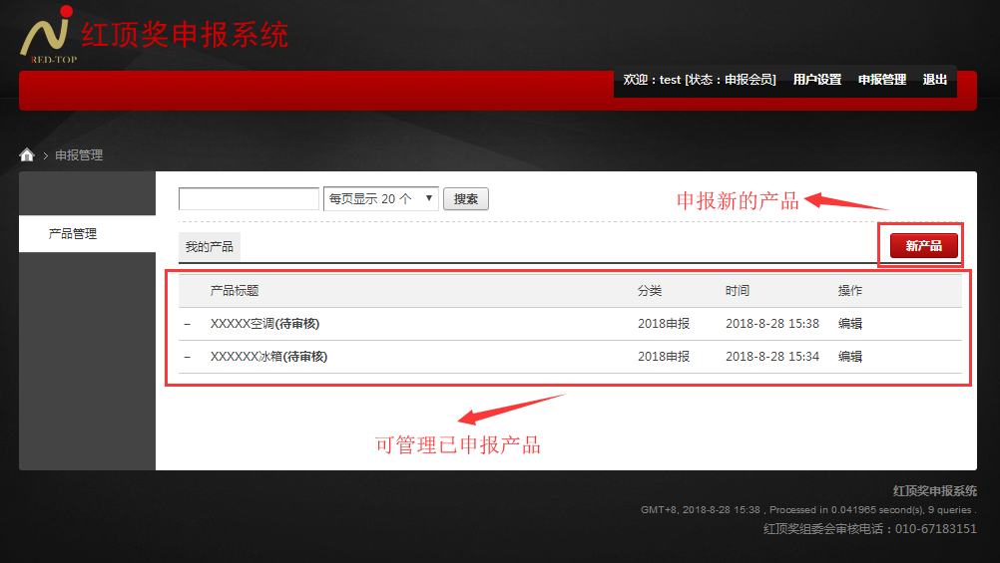 红顶奖申报系统
RED-TOP
欢迎：test [状态：申报会员] 用户设置 申报管理 退出
申报管理
每页显示 20 个 搜索
申报新的产品
产品管理
我的产品
新产品
产品标题 分类 时间 操作
– XXXXX空调(待审核) 2018申报 2018-8-28 15:38 编辑
– XXXXXX冰箱(待审核) 2018申报 2018-8-28 15:34 编辑
可管理已申报产品
红顶奖申报系统
GMT+8, 2018-8-28 15:38 , Processed in 0.041965 second(s), 9 queries .
红顶奖组委会审核电话：010-67183151